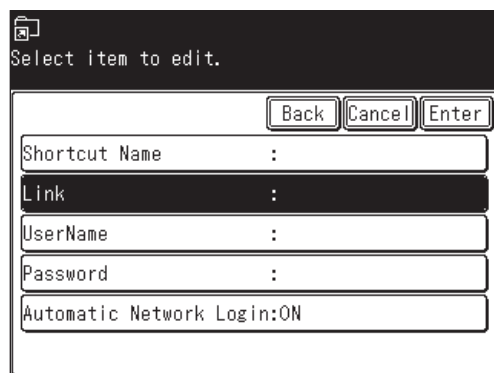 Select item to edit.
Back Cancel Enter
Shortcut Name :
Link :
UserName :
Password :
Automatic Network Login:ON